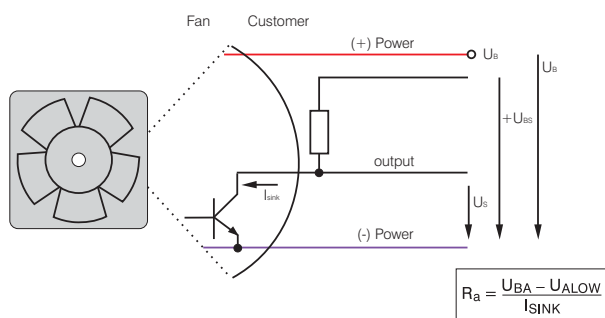 Fan Customer
(+) Power
UB
UB
+UBS
output
Isink
US
(-) Power
Ra = UBA – UALOW
ISINK